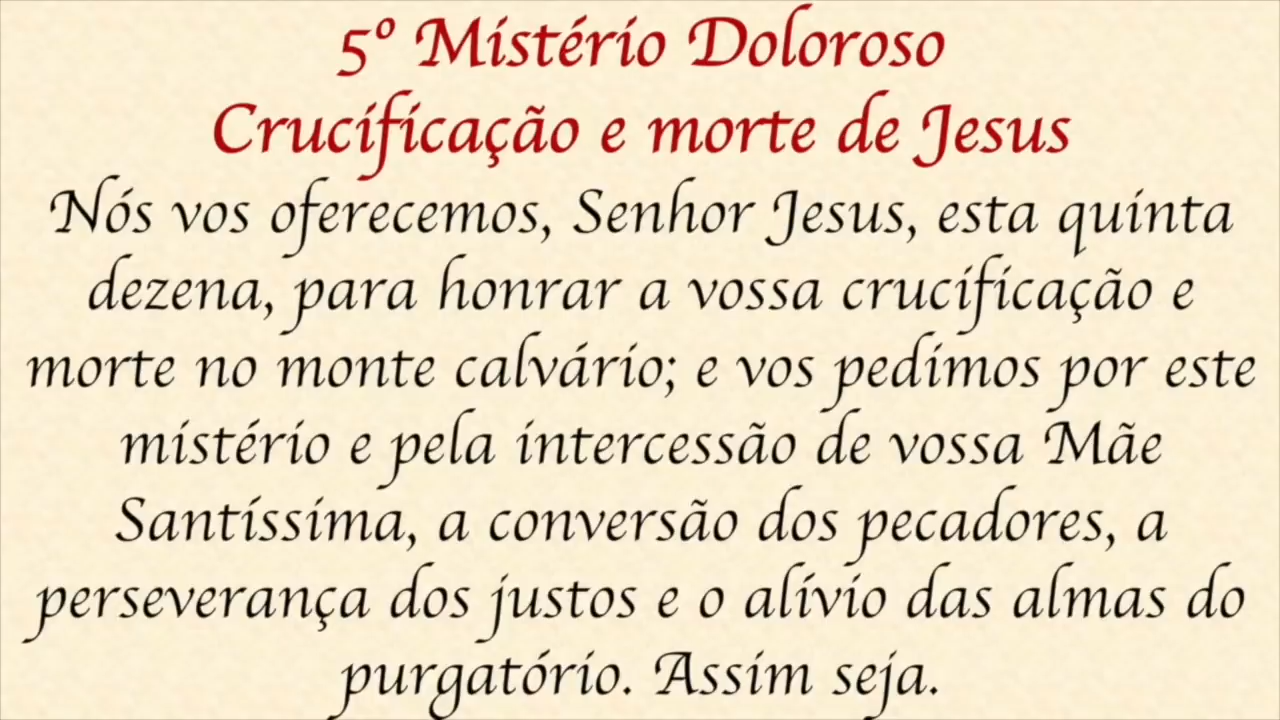 5º Mistério Doloroso
Crucificação e morte de Jesus
Nós vos oferecemos, Senhor Jesus, esta quinta
dezena, para honrar a vossa crucificação e
morte no monte calvário; e vos pedimos por este
mistério e pela intercessão de vossa Mãe
Santíssima, a conversão dos pecadores, a
perseverança dos justos e o alívio das almas do
purgatório. Assim seja.